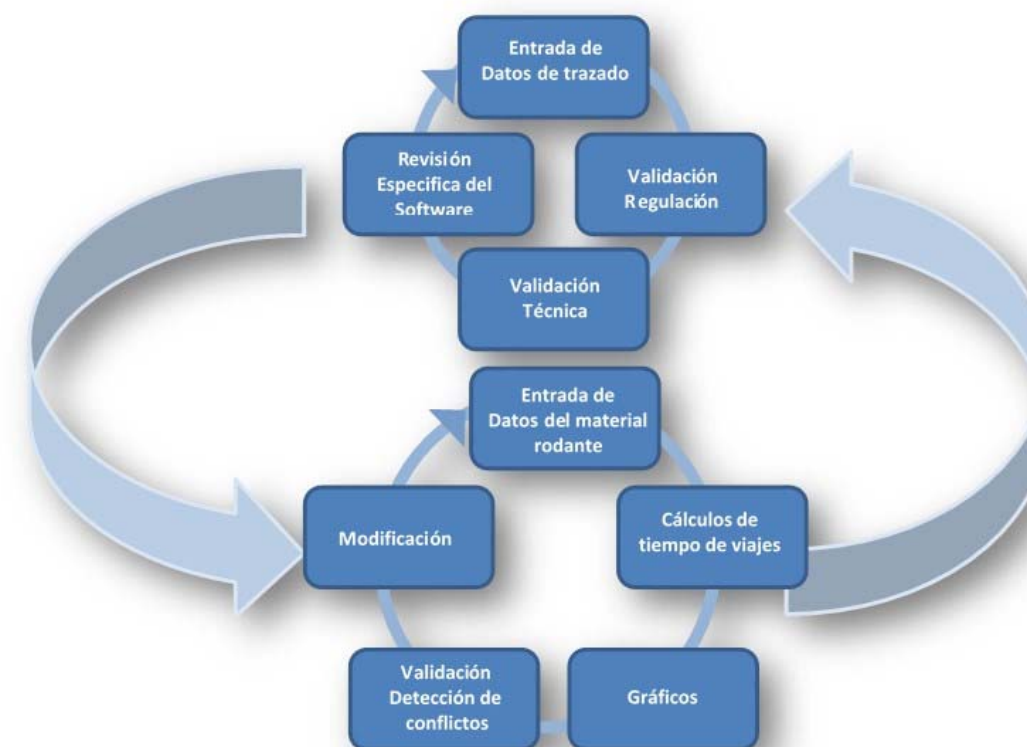 Entrada de
Datos de trazado
Revisión
Especifica del
Software
Validación
Regulación
Validación
Técnica
Entrada de
Datos del material
rodante
Modificación
Cálculos de
tiempo de viajes
Validación
Detección de
conflictos
Gráficos